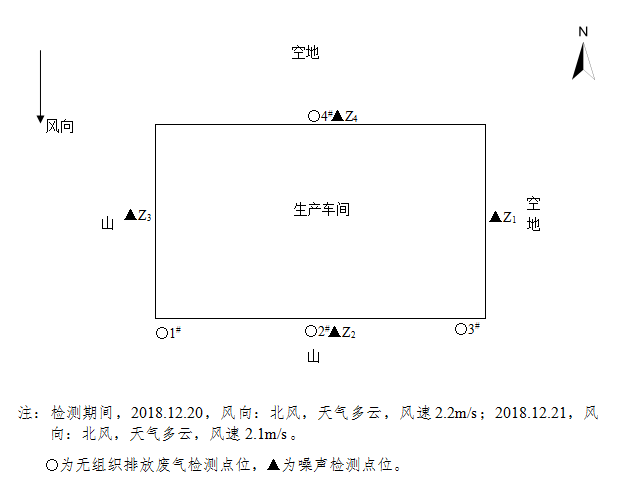 N
空地
风向
○4#▲Z4
生产车间
山
▲Z3
▲Z1
空地
○1#
○2#▲Z2
○3#
山
注：检测期间，2018.12.20，风向：北风，天气多云，风速 2.2m/s；2018.12.21，风
向：北风，天气多云，风速 2.1m/s。
○为无组织排放废气检测点位，▲为噪声检测点位。